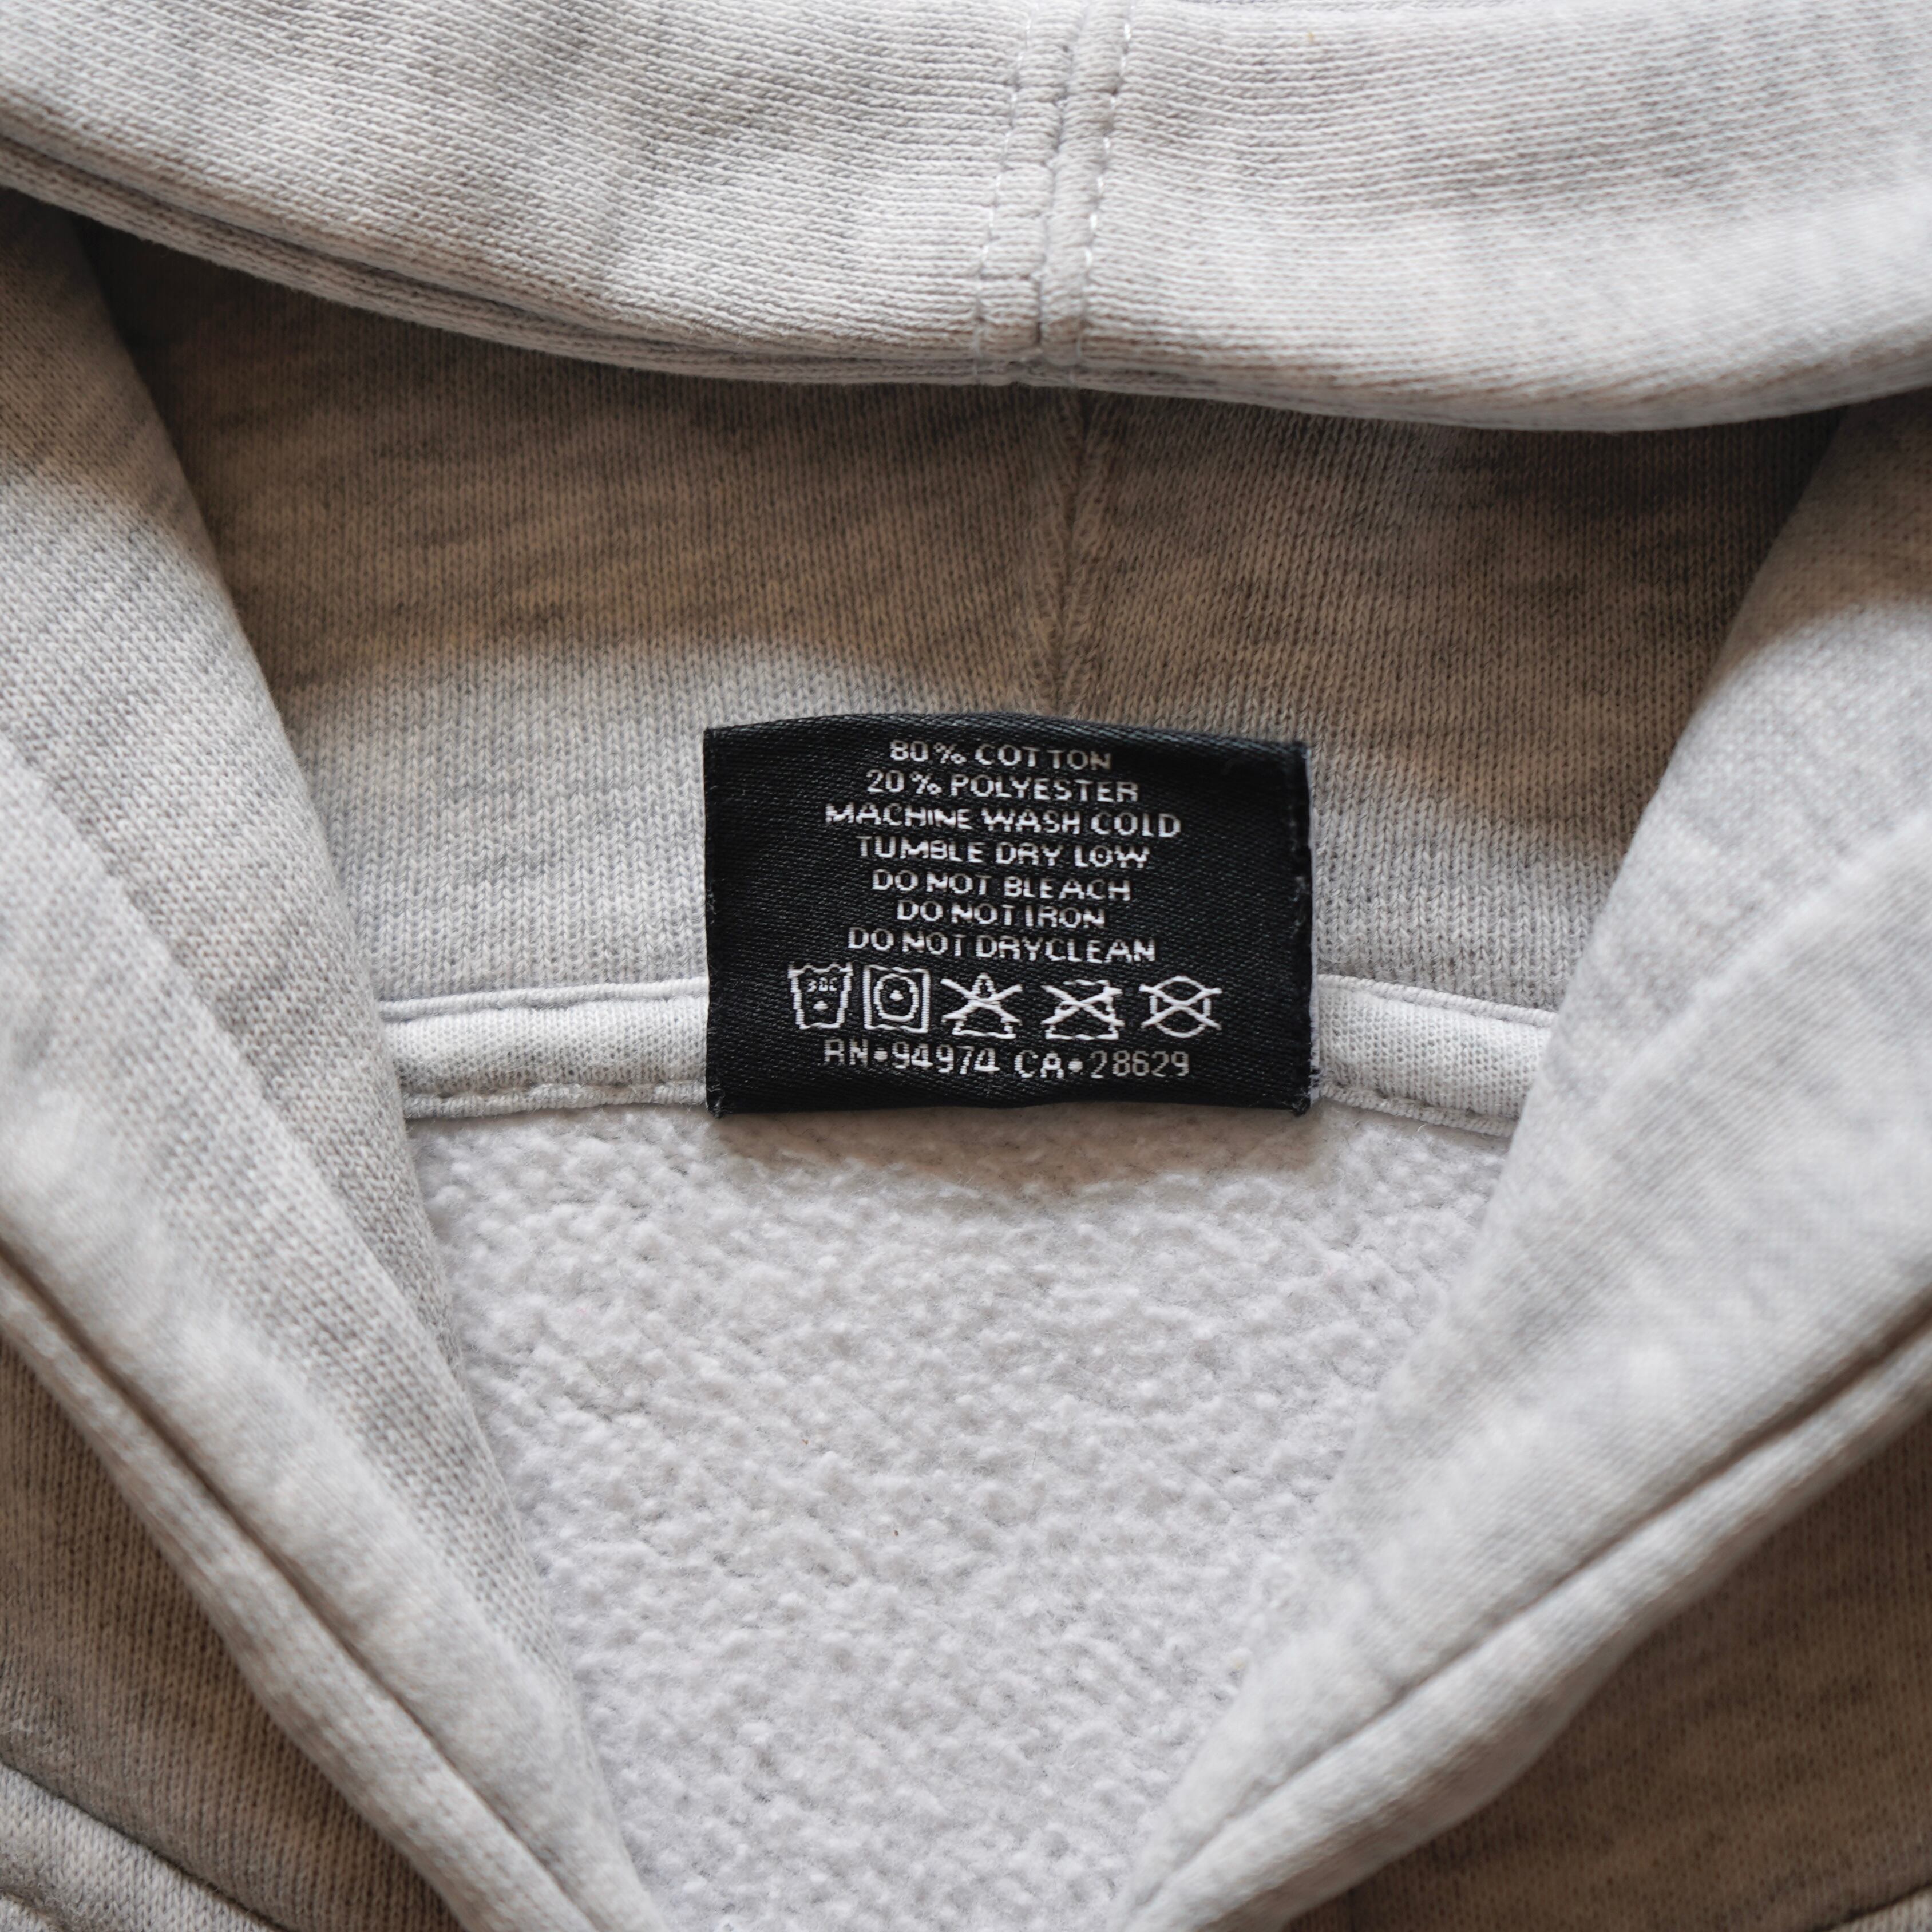 80% COTTON
20% POLYESTER
MACHINE WASH COLD
TUMBLE DRY LOW
DO NOT BLEACH
DO NOT IRON
DO NOT DRYCLEAN
30C
RN•94974 CA•28629